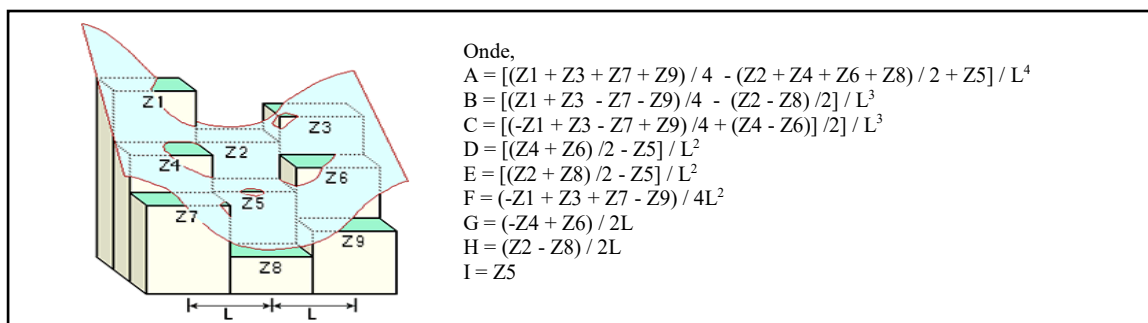 Z1
Z3
Z2
Z4
Z6
Z5
Z7
Z9
Z8
L L
Onde,
A = [(Z1 + Z3 + Z7 + Z9) / 4 - (Z2 + Z4 + Z6 + Z8) / 2 + Z5] / L⁴
B = [(Z1 + Z3 - Z7 - Z9) /4 - (Z2 - Z8) /2] / L³
C = [(-Z1 + Z3 - Z7 + Z9) /4 + (Z4 - Z6)] /2] / L³
D = [(Z4 + Z6) /2 - Z5] / L²
E = [(Z2 + Z8) /2 - Z5] / L²
F = (-Z1 + Z3 + Z7 - Z9) / 4L²
G = (-Z4 + Z6) / 2L
H = (Z2 - Z8) / 2L
I = Z5